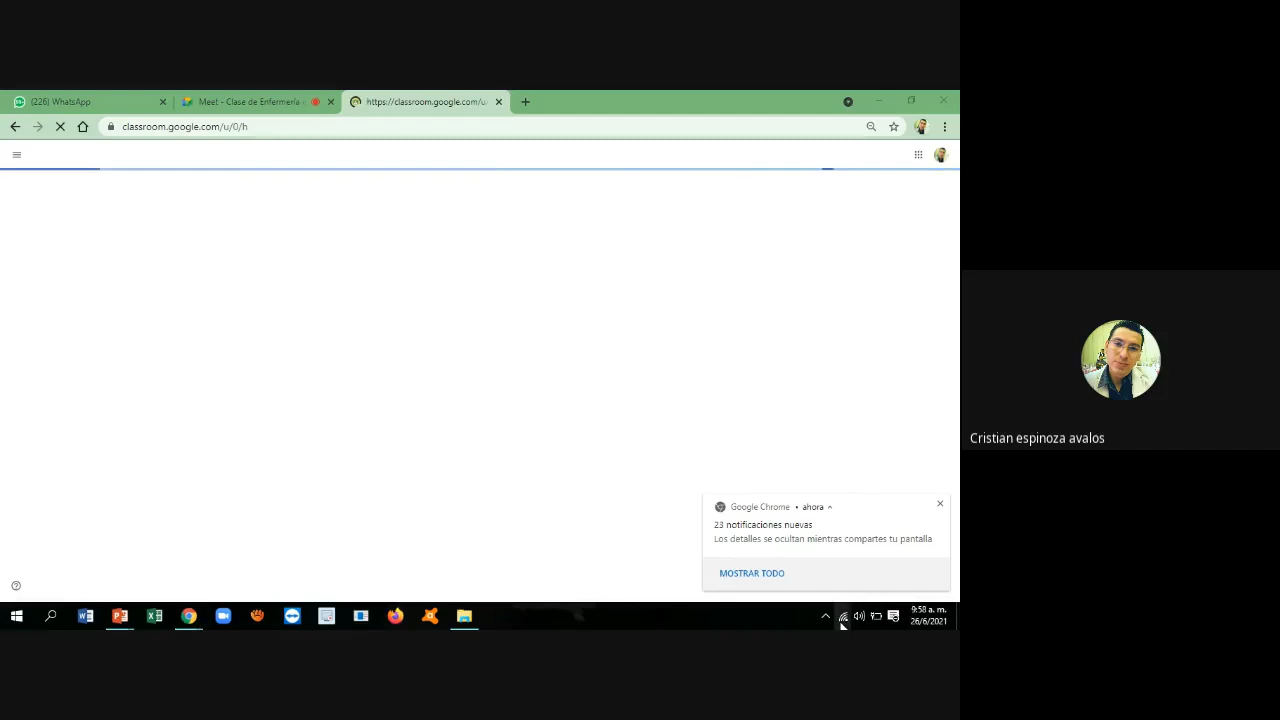 (226) WhatsApp
Meet - Clase de Enfermería
https://classroom.google.com/u/
classroom.google.com/u/0/h
Cristian espinoza avalos
Google Chrome • ahora
23 notificaciones nuevas
Los detalles se ocultan mientras compartes tu pantalla
MOSTRAR TODO
9:58 a. m.
26/6/2021